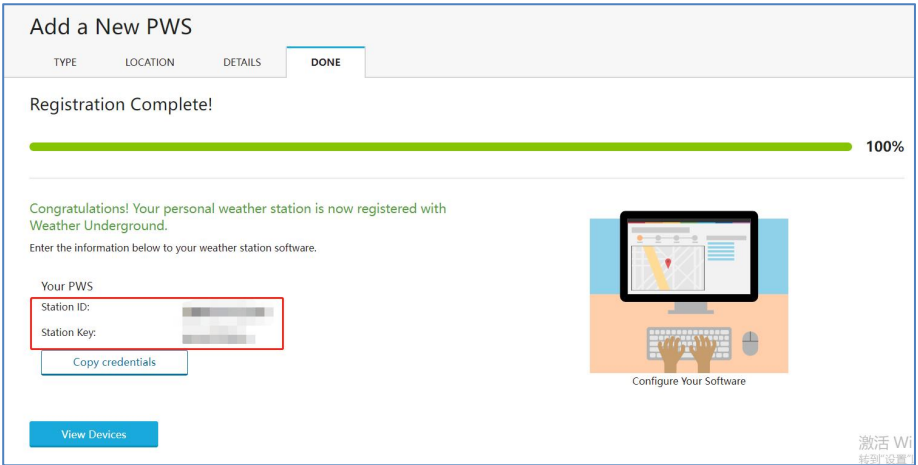 Add a New PWS
TYPE LOCATION DETAILS DONE
Registration Complete!
100%
Congratulations! Your personal weather station is now registered with
Weather Underground.
Enter the information below to your weather station software.
Your PWS
Station ID:
Station Key:
Copy credentials
Configure Your Software
View Devices
激活 Wi
转到"设置"